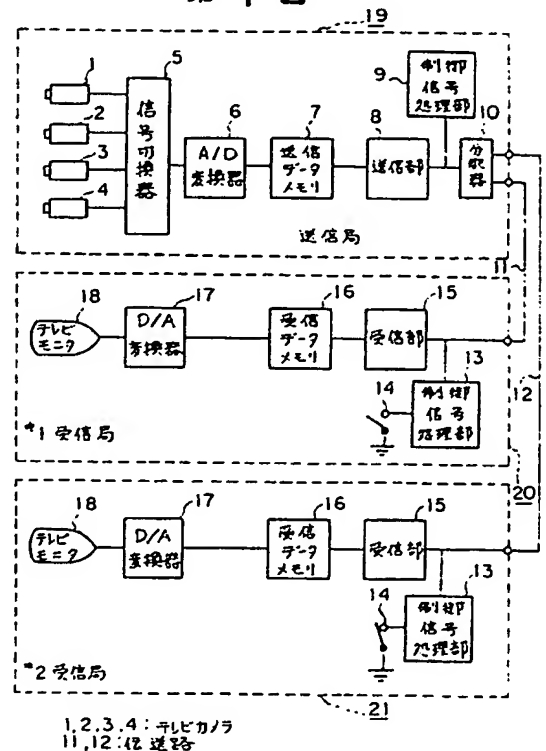 19
1
2
3
4
5
信号切換器
6
A/D
変換器
7
送信
データ
メモリ
8
送信部
9
制御
信号
処理部
10
分配器
送信局
11
12
18
テレビ
モニタ
17
D/A
変換器
16
受信
データ
メモリ
15
受信部
13
制御
信号
処理部
14
#1受信局
20
18
テレビ
モニタ
17
D/A
変換器
16
受信
データ
メモリ
15
受信部
13
制御
信号
処理部
14
#2受信局
21
1,2,3,4:テレビカメラ
11,12:伝送路